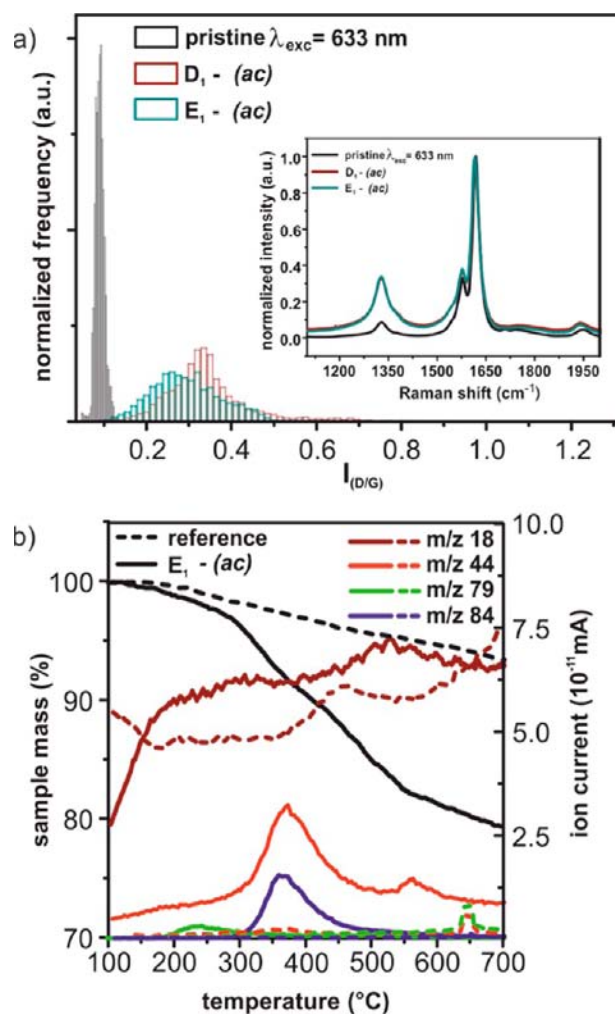 a)
pristine λexc= 633 nm
D₁ - (ac)
E₁ - (ac)
normalized frequency (a.u.)
pristine λexc= 633 nm
D₁ - (ac)
E₁ - (ac)
normalized intensity (a.u.)
1.0
0.8
0.6
0.4
0.2
0.0
1200 1350 1500 1650 1800 1950
Raman shift (cm⁻¹)
0.2 0.4 0.6 0.8 1.0 1.2
I(D/G)
b)
reference
E₁ - (ac)
m/z 18
m/z 44
m/z 79
m/z 84
sample mass (%)
100
90
80
70
10.0
7.5
5.0
2.5
0.0
ion current (10⁻¹¹mA)
100 200 300 400 500 600 700
temperature (°C)